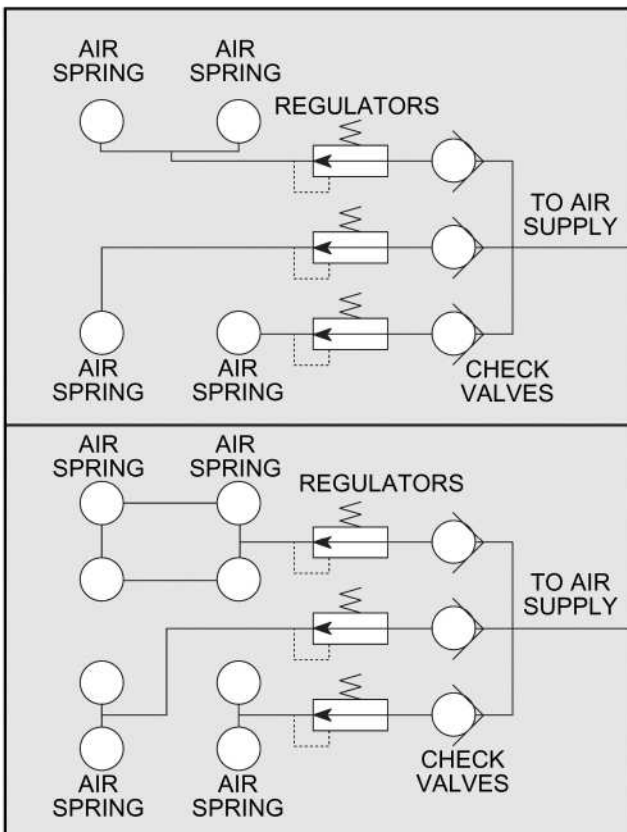 AIR
SPRING
AIR
SPRING
REGULATORS
TO AIR
SUPPLY
AIR
SPRING
AIR
SPRING
CHECK
VALVES
AIR
SPRING
AIR
SPRING
REGULATORS
TO AIR
SUPPLY
AIR
SPRING
AIR
SPRING
CHECK
VALVES